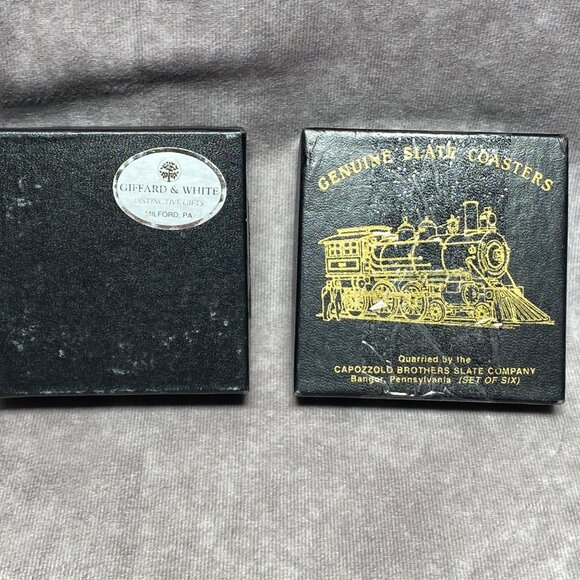 GIFFARD & WHITE
DISTINCTIVE GIFTS
MILFORD, PA
GENUINE SLATE COASTERS
Quarried by the
CAPOZZOLO BROTHERS SLATE COMPANY
Bangor, Pennsylvania (SET OF SIX)